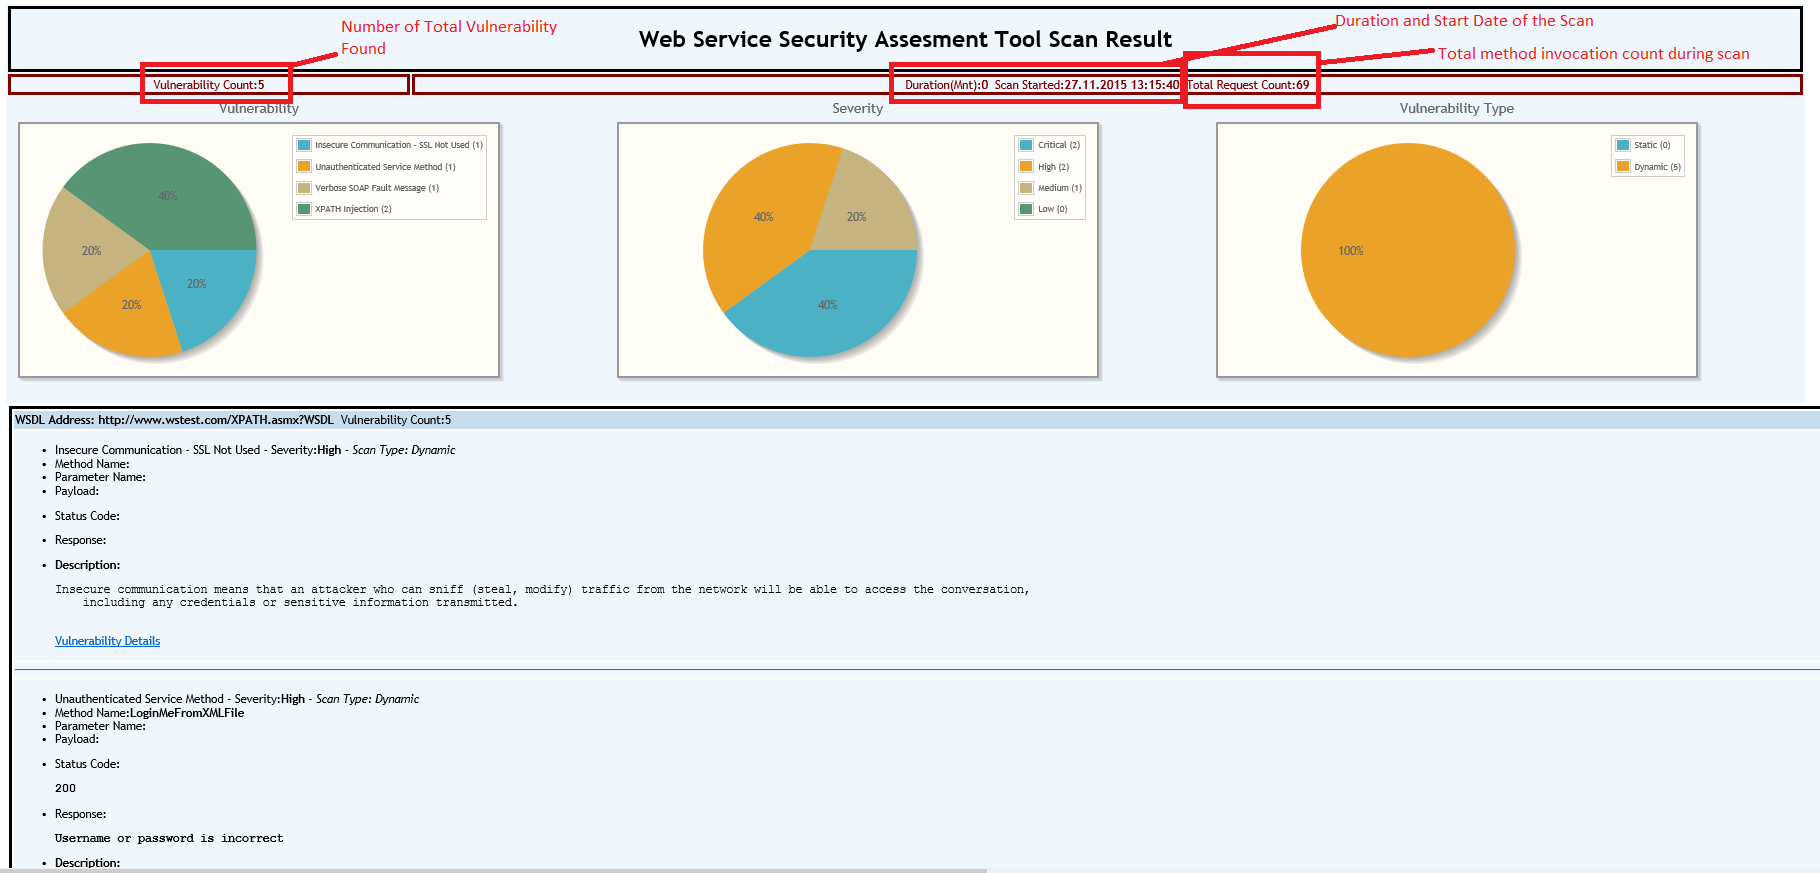 Number of Total Vulnerability
Found
Duration and Start Date of the Scan
Web Service Security Assesment Tool Scan Result
Total method invocation count during scan
Vulnerability Count:5
Duration(Mnt):0 Scan Started:27.11.2015 13:15:40 Total Request Count:69
Vulnerability
Severity
Vulnerability Type
Insecure Communication - SSL Not Used (1)
Unauthenticated Service Method (1)
Verbose SOAP Fault Message (1)
XPATH Injection (2)
40%
20%
20%
20%
Critical (2)
High (2)
Medium (1)
Low (0)
40%
20%
40%
Static (0)
Dynamic (5)
100%
WSDL Address: http://www.wstest.com/XPATH.asmx?WSDL Vulnerability Count:5
• Insecure Communication - SSL Not Used - Severity:High - Scan Type: Dynamic
• Method Name:
• Parameter Name:
• Payload:
• Status Code:
• Response:
• Description:
Insecure communication means that an attacker who can sniff (steal, modify) traffic from the network will be able to access the conversation,
including any credentials or sensitive information transmitted.
Vulnerability Details
• Unauthenticated Service Method - Severity:High - Scan Type: Dynamic
• Method Name:LoginMeFromXMLFile
• Parameter Name:
• Payload:
• Status Code:
200
• Response:
Username or password is incorrect
• Description: